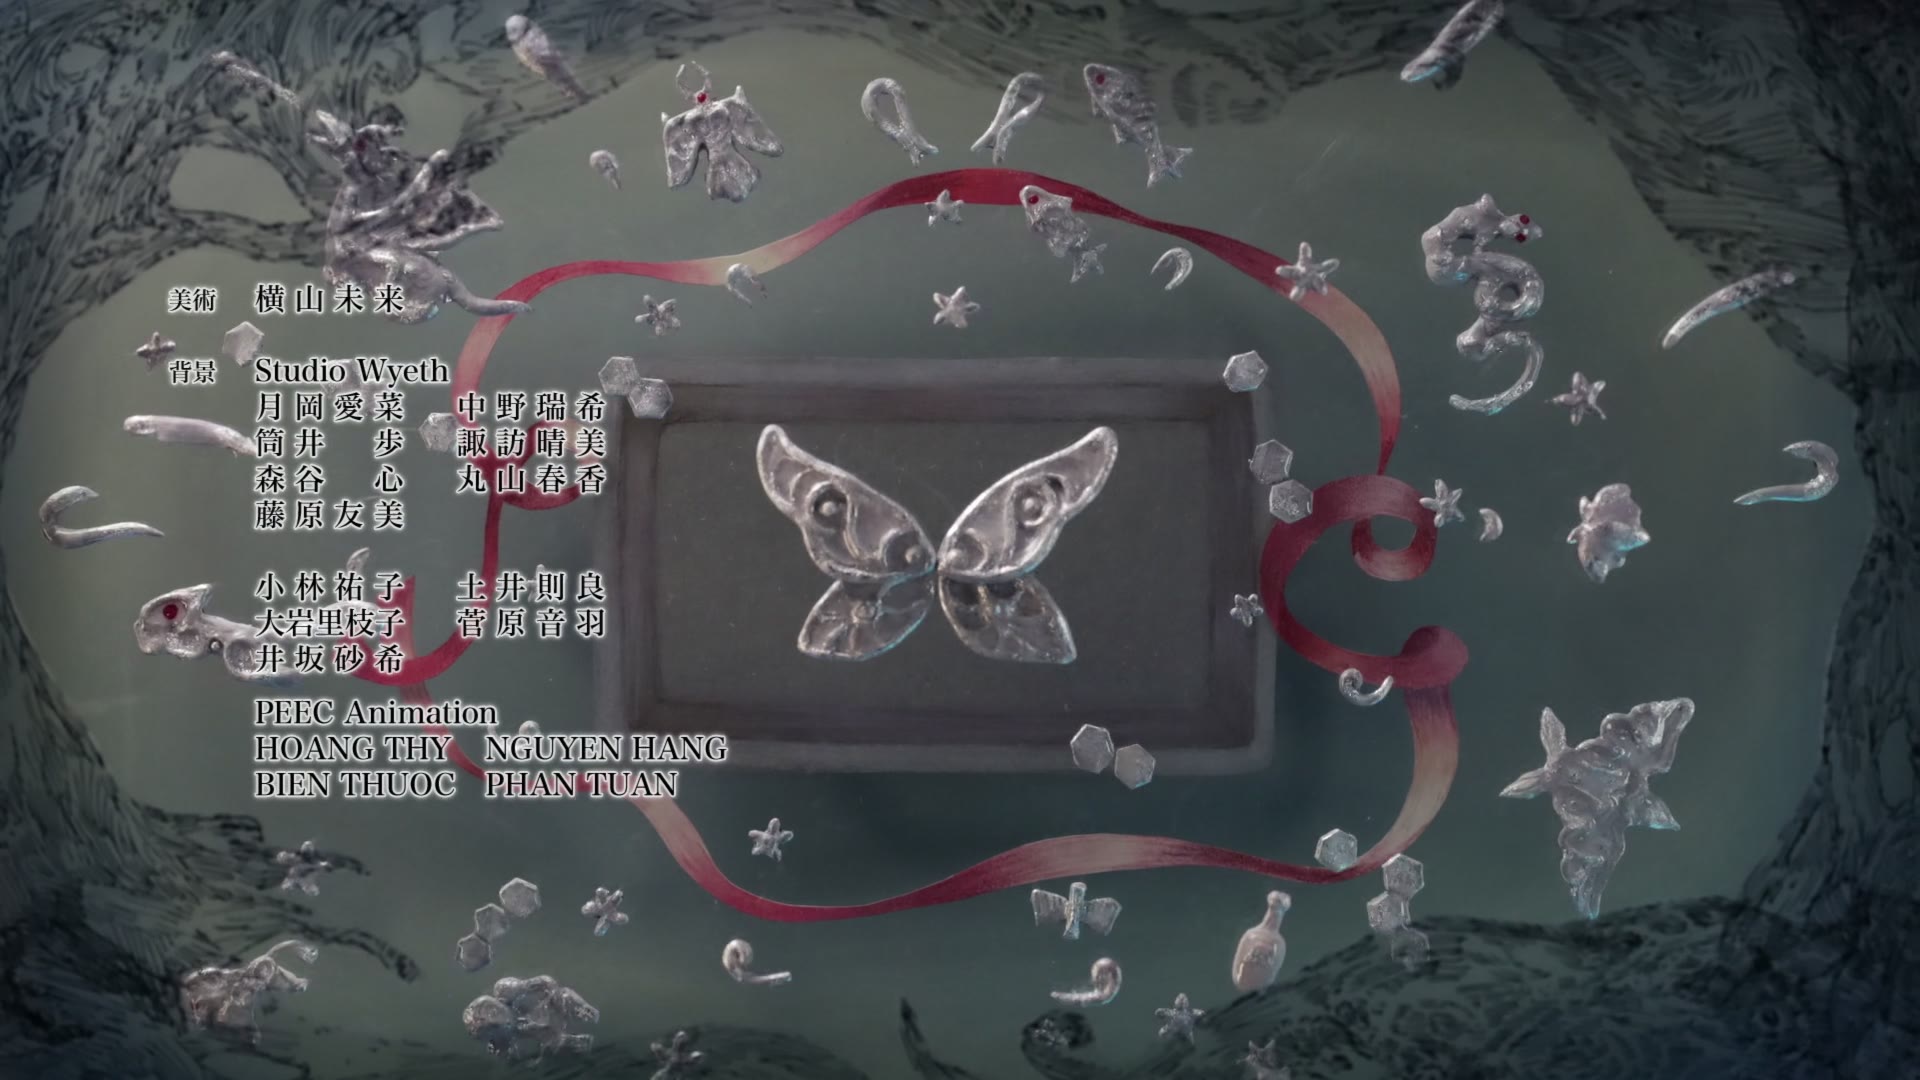 美術 横山未来
背景 Studio Wyeth
月岡愛菜 中野瑞希
筒井 歩 諏訪晴美
森谷 心 丸山春香
藤原友美
小林祐子 土井則良
大岩里枝子 菅原音羽
井坂砂希
PEEC Animation
HOANG THY NGUYEN HANG
BIEN THUOC PHAN TUAN